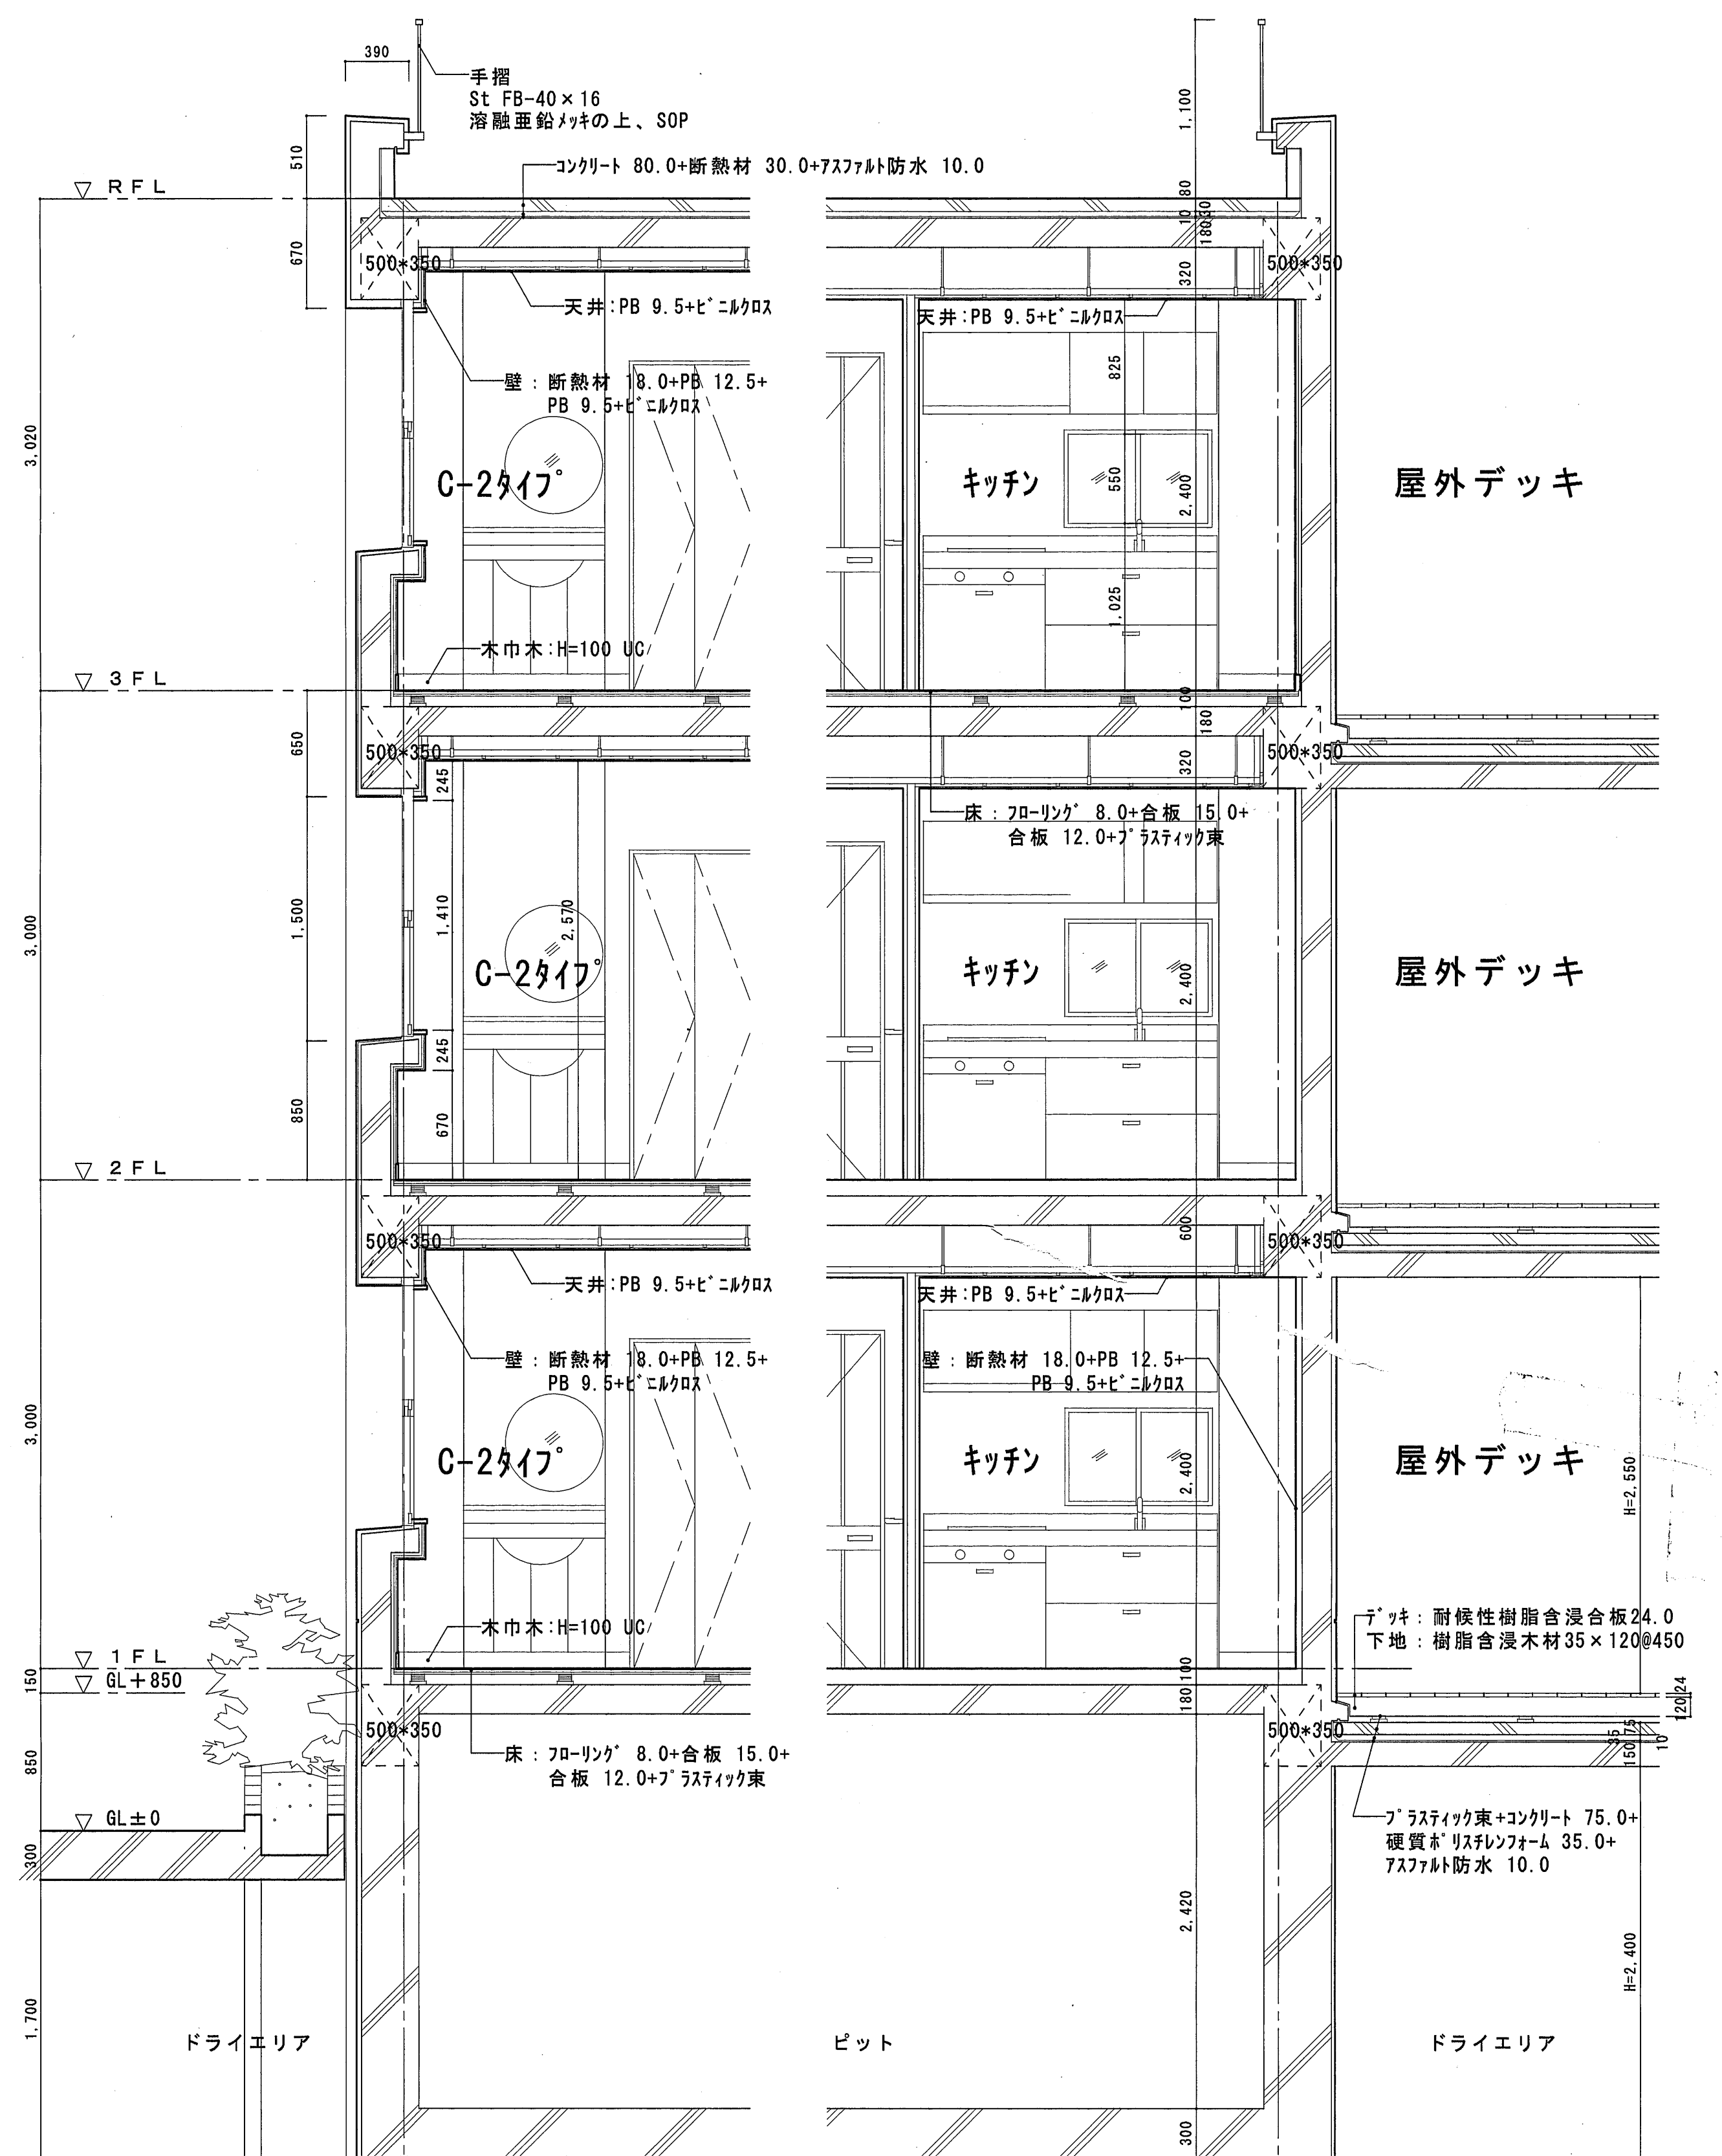 390
手摺
St FB-40×16
溶融亜鉛ﾒｯｷの上、SOP
1,100
510
ｺﾝｸﾘｰﾄ 80.0+断熱材 30.0+ｱｽﾌｧﾙﾄ防水 10.0
▽ RFL
80
10
30
180
670
500*350
500*350
320
天井:PB 9.5+ﾋﾞﾆﾙｸﾛｽ
天井:PB 9.5+ﾋﾞﾆﾙｸﾛｽ
825
壁：断熱材 18.0+PB 12.5+
PB 9.5+ﾋﾞﾆﾙｸﾛｽ
3,020
C-2ﾀｲﾌﾟ
キッチン
550
2,400
屋外デッキ
1,025
木巾木:H=100 UC
▽ 3FL
100
180
650
500*350
500*350
320
245
床：ﾌﾛｰﾘﾝｸﾞ 8.0+合板 15.0+
合板 12.0+ﾌﾟﾗｽﾃｨｯｸ束
3,000
1,500
1,410
2,570
C-2ﾀｲﾌﾟ
キッチン
2,400
屋外デッキ
245
850
670
▽ 2FL
600
500*350
500*350
天井:PB 9.5+ﾋﾞﾆﾙｸﾛｽ
天井:PB 9.5+ﾋﾞﾆﾙｸﾛｽ
壁：断熱材 18.0+PB 12.5+
PB 9.5+ﾋﾞﾆﾙｸﾛｽ
壁：断熱材 18.0+PB 12.5+
PB 9.5+ﾋﾞﾆﾙｸﾛｽ
3,000
C-2ﾀｲﾌﾟ
キッチン
2,400
屋外デッキ
H=2,550
木巾木:H=100 UC
ﾃﾞｯｷ：耐候性樹脂含浸合板24.0
下地：樹脂含浸木材35×120@450
▽ 1FL
150
▽ GL+850
100
180
24
120
500*350
500*350
35
75
150
10
床：ﾌﾛｰﾘﾝｸﾞ 8.0+合板 15.0+
合板 12.0+ﾌﾟﾗｽﾃｨｯｸ束
850
▽ GL±0
ﾌﾟﾗｽﾃｨｯｸ束+ｺﾝｸﾘｰﾄ 75.0+
硬質ﾎﾟﾘｽﾁﾚﾝﾌｫｰﾑ 35.0+
ｱｽﾌｧﾙﾄ防水 10.0
300
2,420
H=2,400
1,700
ドライエリア
ピット
ドライエリア
300